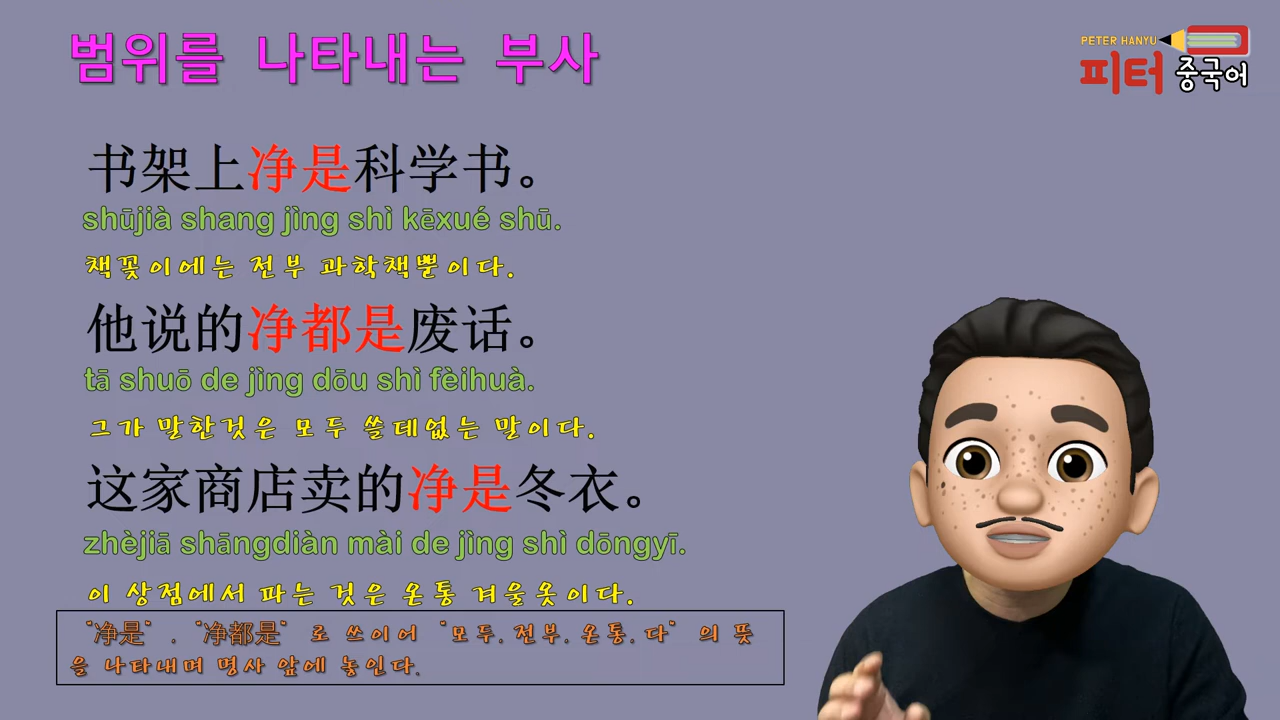 범위를 나타내는 부사
PETER HANYU
피터 중국어
书架上净是科学书。
shūjià shang jìng shì kēxué shū.
책꽂이에는 전부 과학책뿐이다.
他说的净都是废话。
tā shuō de jìng dōu shì fèihuà.
그가 말한것은 모두 쓸데없는 말이다.
这家商店卖的净是冬衣。
zhèjiā shāngdiàn mài de jìng shì dōngyī.
이 상점에서 파는 것은 온통 겨울옷이다.
"净是", "净都是" 로 쓰이어 "모두, 전부, 온통, 다" 의 뜻
을 나타내며 명사 앞에 놓인다.